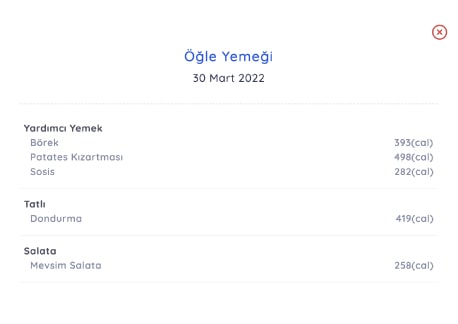 Öğle Yemeği
30 Mart 2022
Yardımcı Yemek
Börek 393(cal)
Patates Kızartması 498(cal)
Sosis 282(cal)
Tatlı
Dondurma 419(cal)
Salata
Mevsim Salata 258(cal)